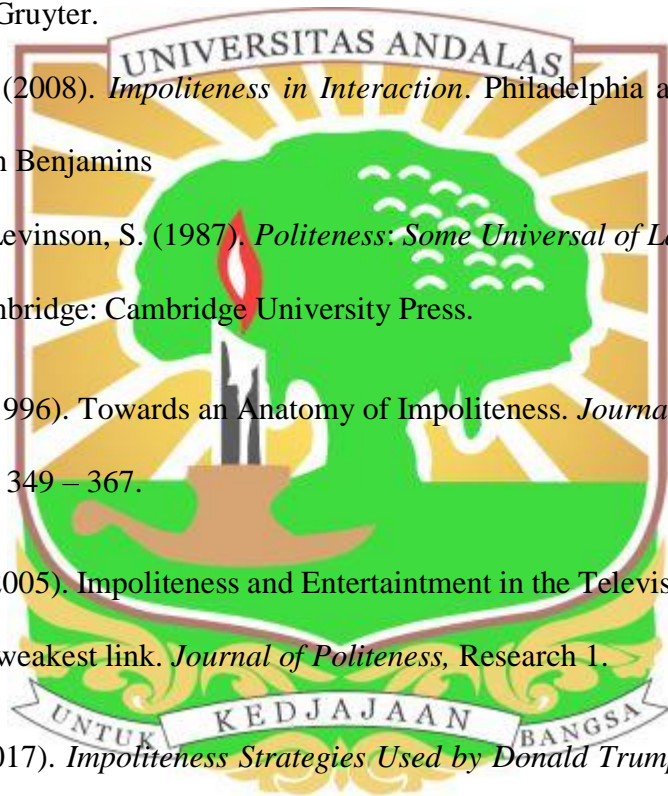 Gruyter.
UNIVERSITAS ANDALAS
(2008). Impoliteness in Interaction. Philadelphia a
n Benjamins
Levinson, S. (1987). Politeness: Some Universal of La
nbridge: Cambridge University Press.
996). Towards an Anatomy of Impoliteness. Journa
349 – 367.
2005). Impoliteness and Entertaintment in the Televis
weakest link. Journal of Politeness, Research 1.
UNTUK KEDJAJAAN BANGSA
017). Impoliteness Strategies Used by Donald Trump